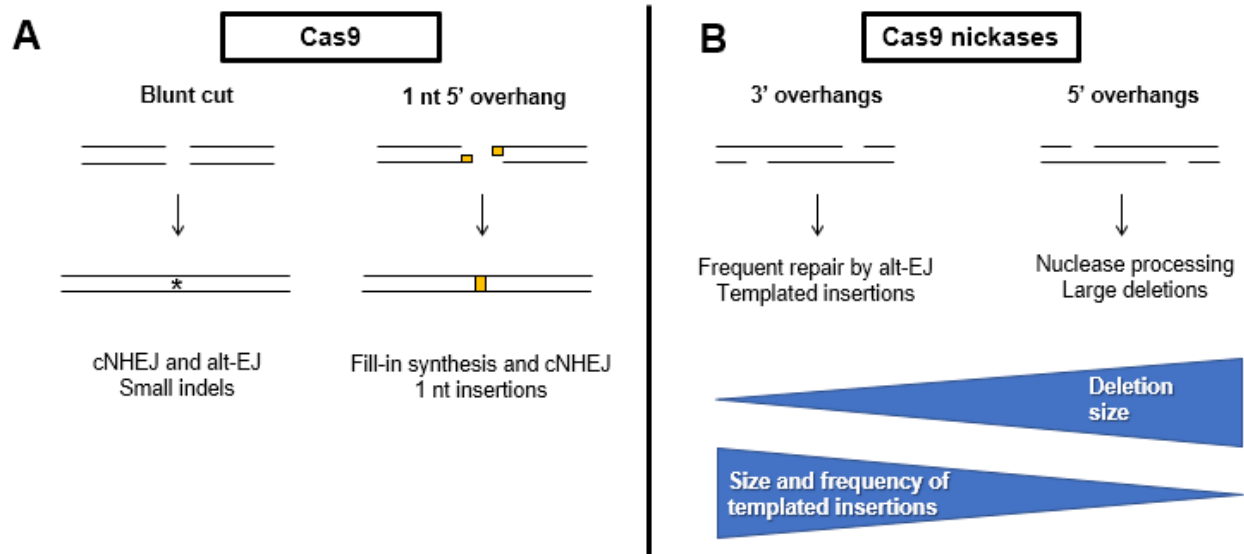 A
Cas9
Blunt cut
1 nt 5' overhang
*
cNHEJ and alt-EJ
Small indels
Fill-in synthesis and cNHEJ
1 nt insertions
B
Cas9 nickases
3' overhangs
5' overhangs
Frequent repair by alt-EJ
Templated insertions
Nuclease processing
Large deletions
Deletion
size
Size and frequency of
templated insertions